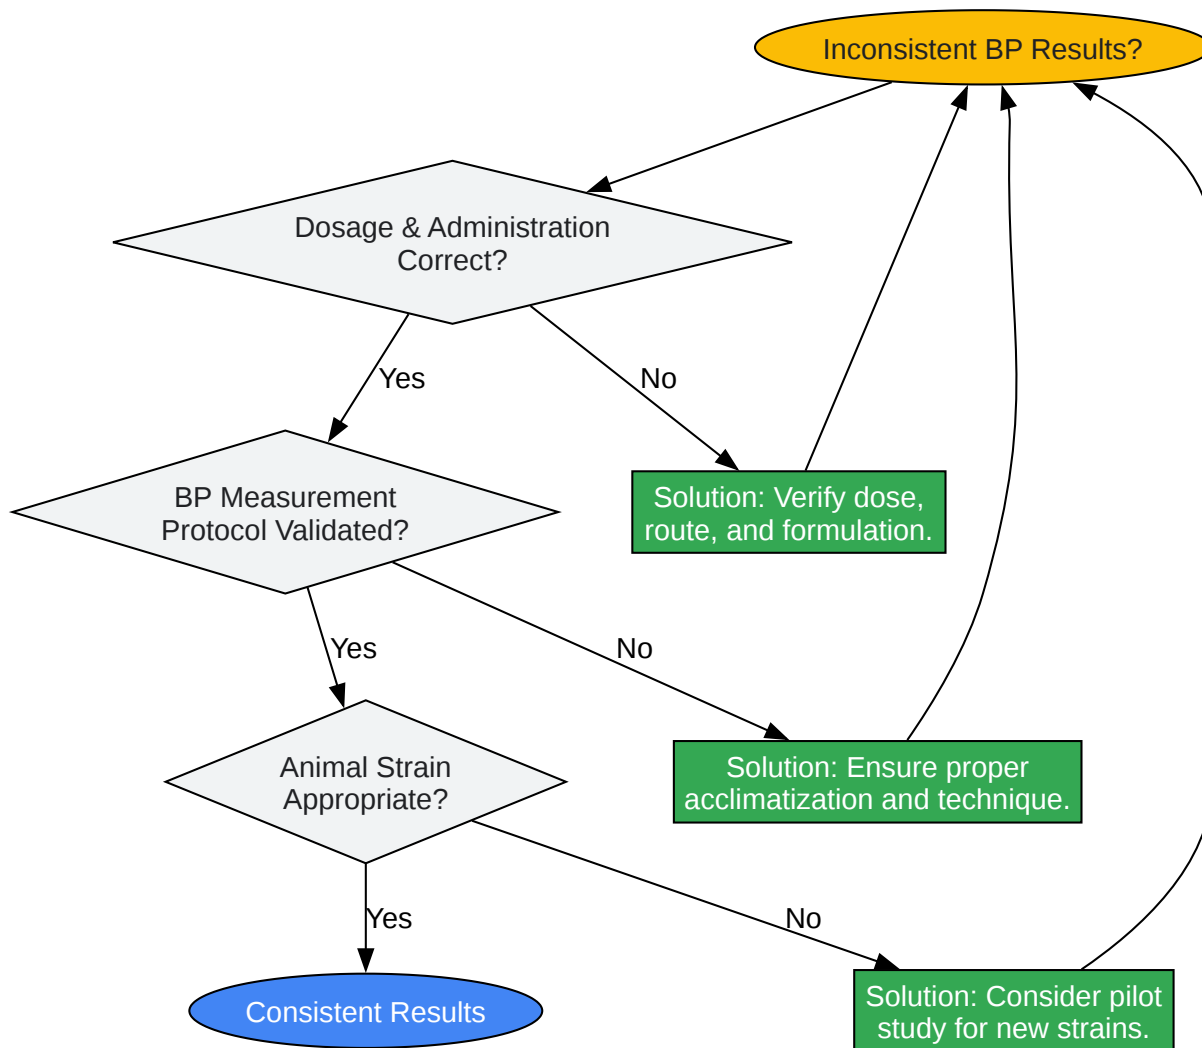 Inconsistent BP Results?
Dosage & Administration
Correct?
Yes
No
BP Measurement
Protocol Validated?
Solution: Verify dose,
route, and formulation.
Yes
No
Animal Strain
Appropriate?
Solution: Ensure proper
acclimatization and technique.
Yes
No
Consistent Results
Solution: Consider pilot
study for new strains.